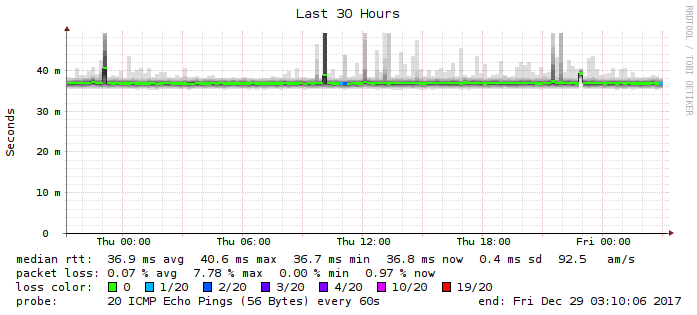 Last 30 Hours
RRDTOOL / TOBI OETIKER
Seconds
40 m
30 m
20 m
10 m
0
Thu 00:00 Thu 06:00 Thu 12:00 Thu 18:00 Fri 00:00
median rtt: 36.9 ms avg 40.6 ms max 36.7 ms min 36.8 ms now 0.4 ms sd 92.5 am/s
packet loss: 0.07 % avg 7.78 % max 0.00 % min 0.97 % now
loss color: 0 1/20 2/20 3/20 4/20 10/20 19/20
probe: 20 ICMP Echo Pings (56 Bytes) every 60s end: Fri Dec 29 03:10:06 2017